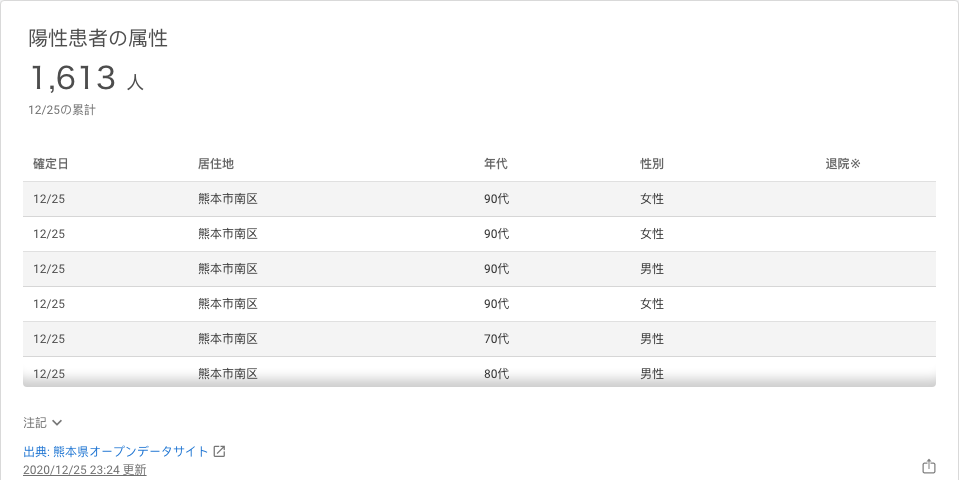 陽性患者の属性
1,613 人
12/25の累計
確定日 居住地 年代 性別 退院※
12/25 熊本市南区 90代 女性
12/25 熊本市南区 90代 女性
12/25 熊本市南区 90代 男性
12/25 熊本市南区 90代 女性
12/25 熊本市南区 70代 男性
12/25 熊本市南区 80代 男性
注記
出典: 熊本県オープンデータサイト
2020/12/25 23:24 更新